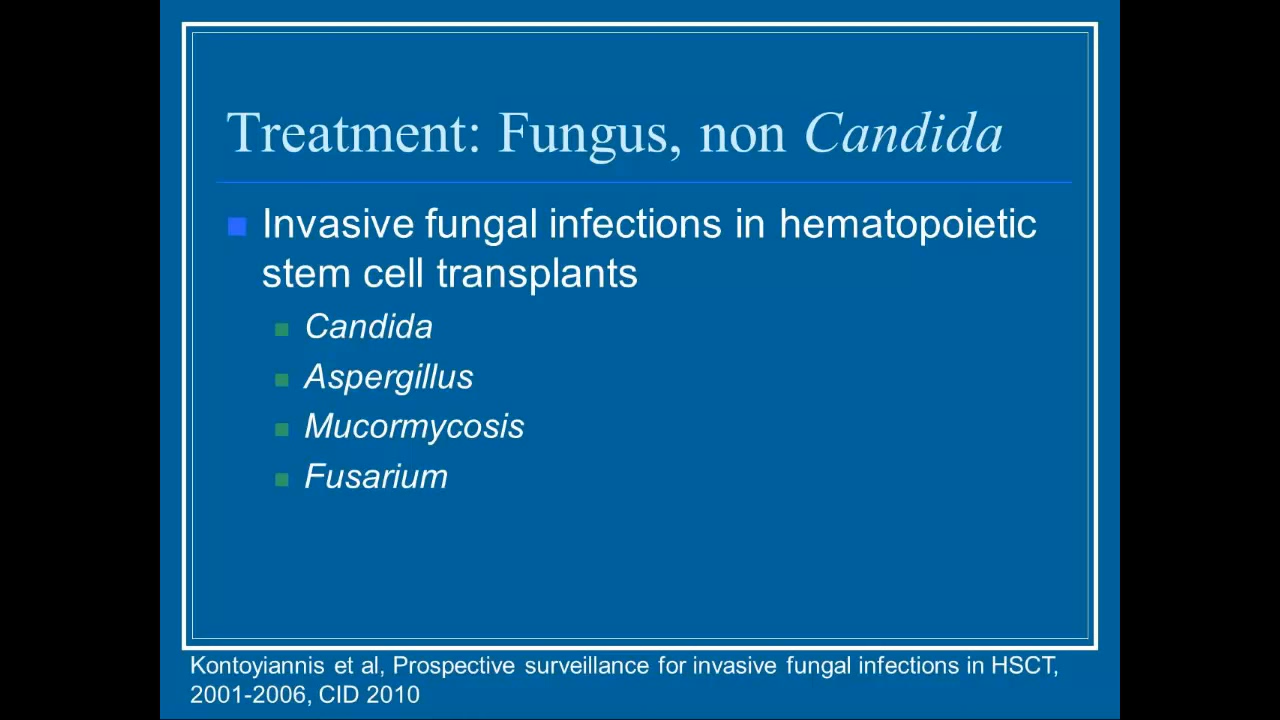 Treatment: Fungus, non Candida
Invasive fungal infections in hematopoietic
stem cell transplants
Candida
Aspergillus
Mucormycosis
Fusarium
Kontoyiannis et al, Prospective surveillance for invasive fungal infections in HSCT,
2001-2006, CID 2010